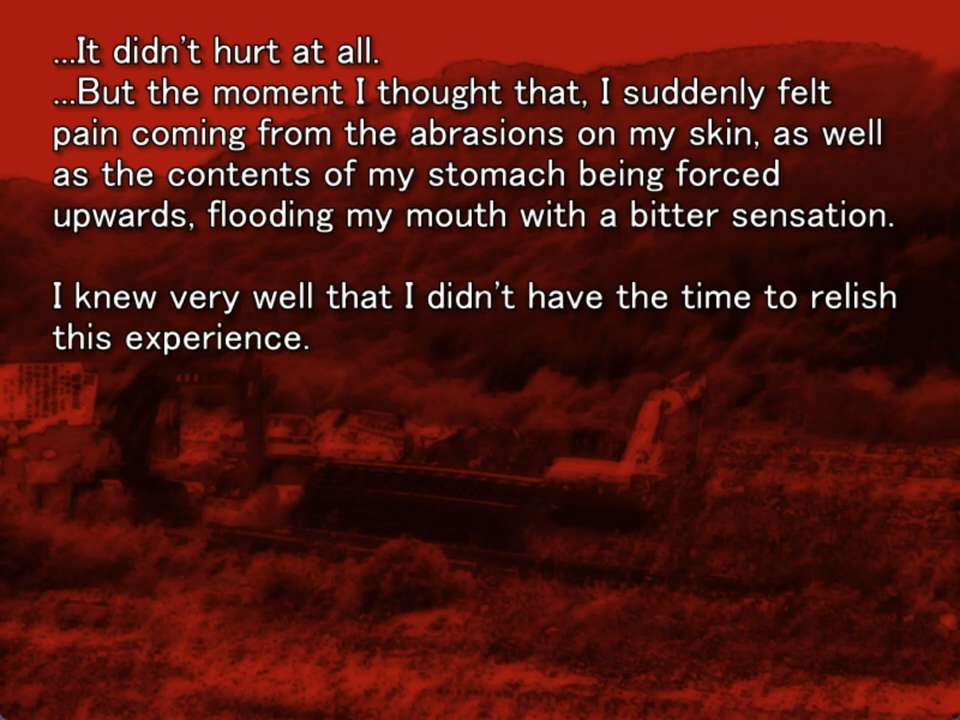 ...It didn't hurt at all.
...But the moment I thought that, I suddenly felt
pain coming from the abrasions on my skin, as well
as the contents of my stomach being forced
upwards, flooding my mouth with a bitter sensation.
I knew very well that I didn't have the time to relish
this experience.